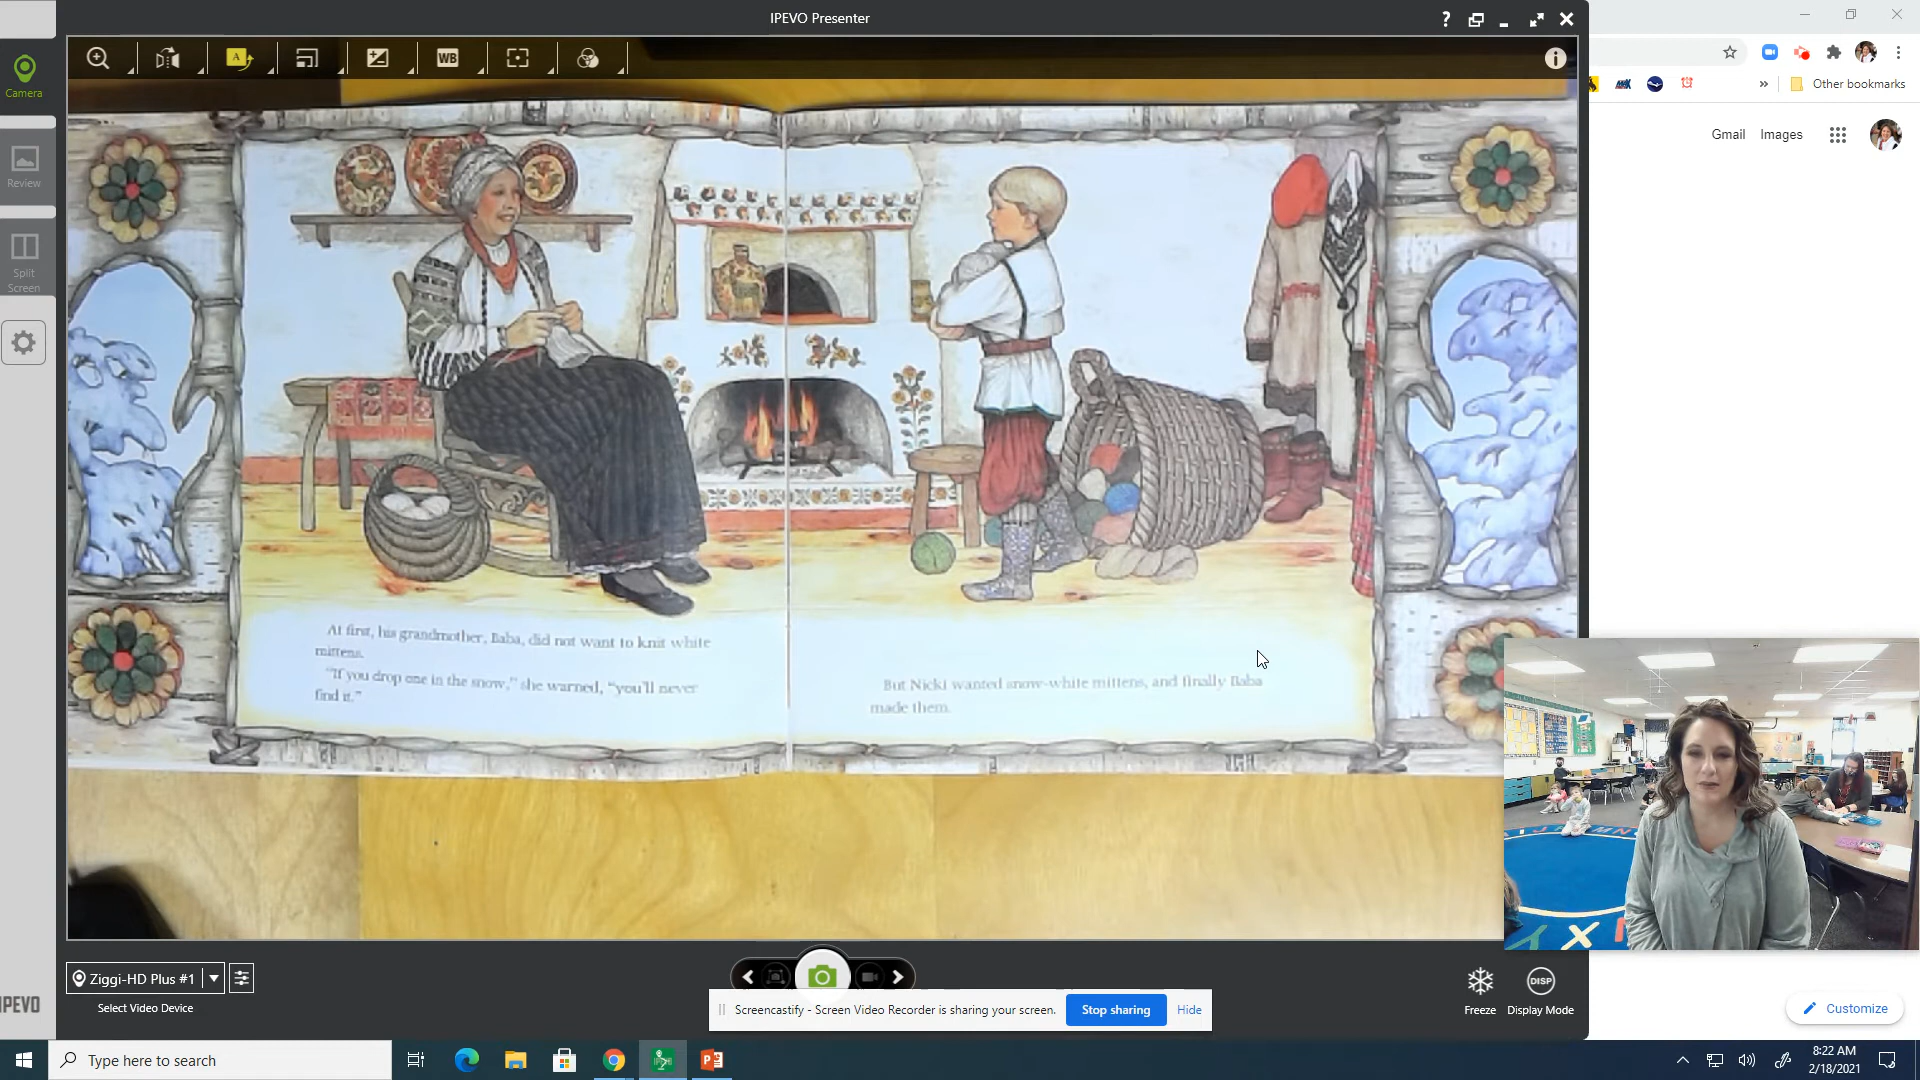 IPEVO Presenter
?
WB
Camera
Review
Split
Screen
Other bookmarks
Gmail Images
At first, his grandmother, Baba, did not want to knit white
mittens.
"If you drop one in the snow," she warned, "you'll never
find it."
But Nicki wanted snow-white mittens, and finally Baba
made them.
Ziggi-HD Plus #1
Select Video Device
IPEVO
Freeze
DISP
Display Mode
Screencastify - Screen Video Recorder is sharing your screen. Stop sharing Hide
Customize
Type here to search
8:22 AM
2/18/2021